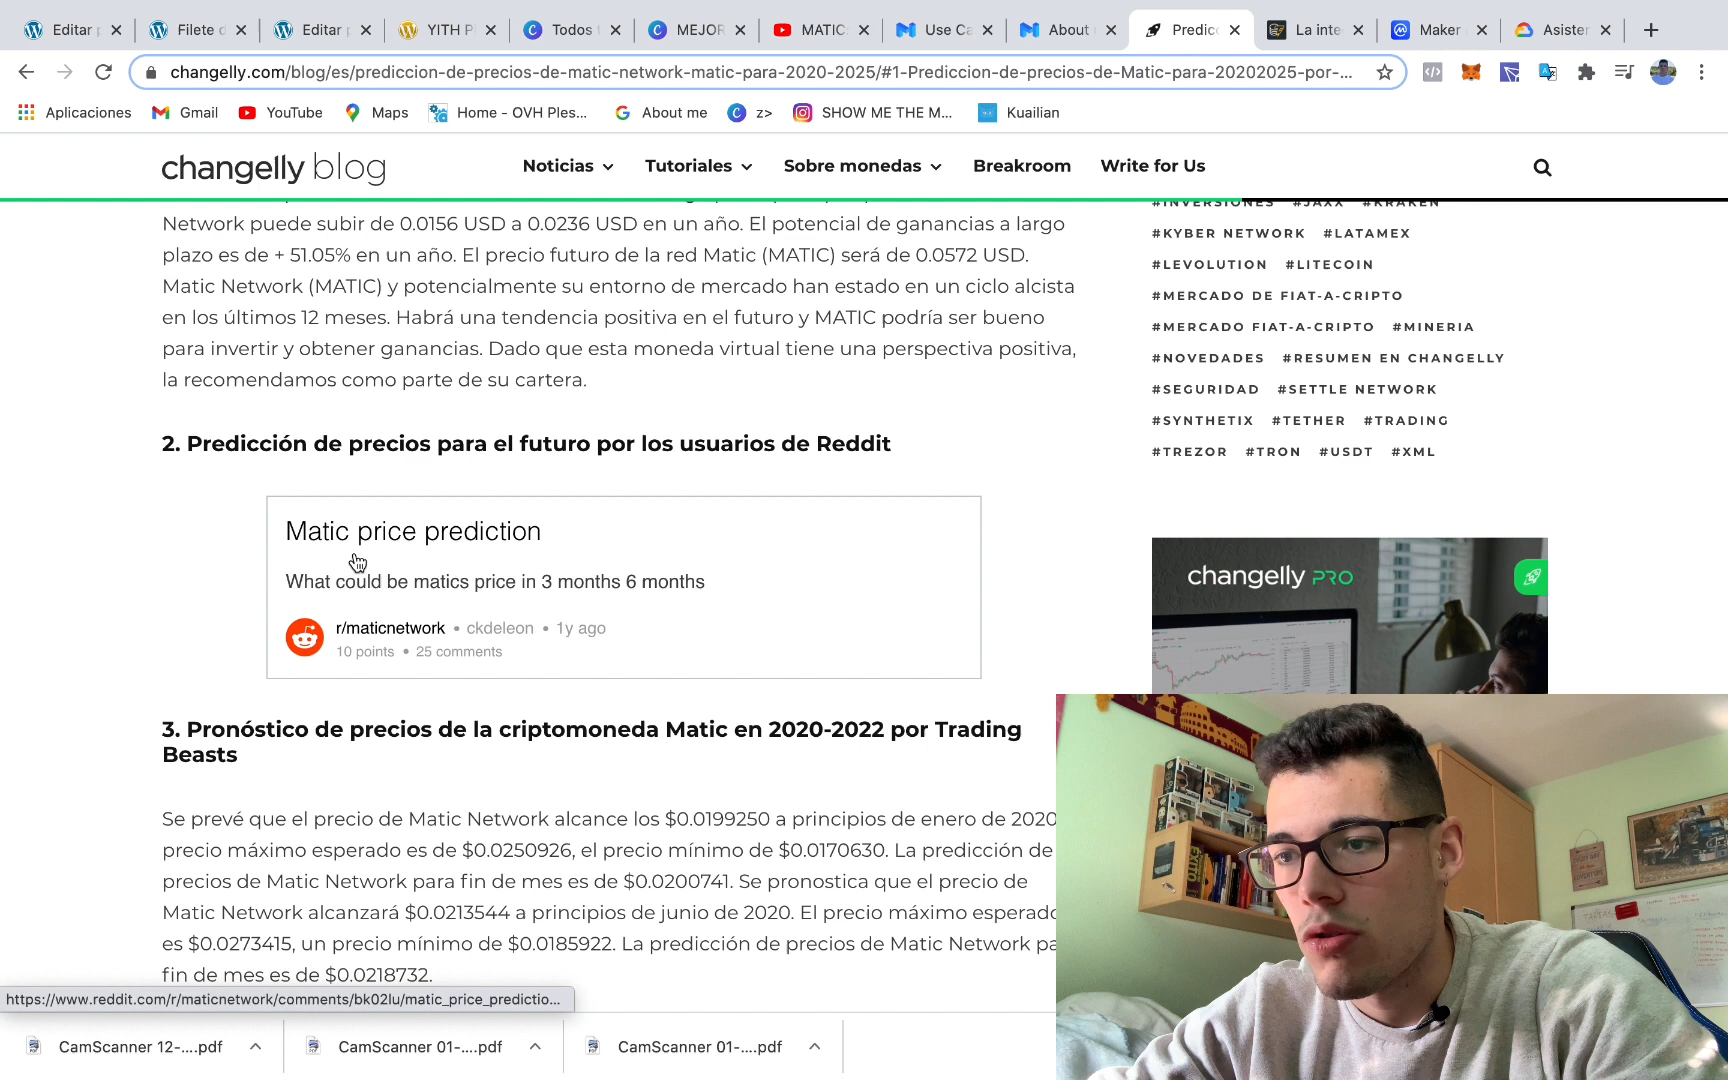 Editar
Filete
Editar
YITH P
Todos
MEJOR
MATIC
Use Ca
About
Predic
La inte
Maker
Asister
changelly.com/blog/es/prediccion-de-precios-de-matic-network-matic-para-2020-2025/#1-Prediccion-de-precios-de-Matic-para-20202025-por-...
Aplicaciones
Gmail
YouTube
Maps
Home - OVH Ples...
About me
z>
SHOW ME THE M...
Kuailian
changelly blog
Noticias
Tutoriales
Sobre monedas
Breakroom
Write for Us
Network puede subir de 0.0156 USD a 0.0236 USD en un año. El potencial de ganancias a largo
plazo es de + 51.05% en un año. El precio futuro de la red Matic (MATIC) será de 0.0572 USD.
Matic Network (MATIC) y potencialmente su entorno de mercado han estado en un ciclo alcista
en los últimos 12 meses. Habrá una tendencia positiva en el futuro y MATIC podría ser bueno
para invertir y obtener ganancias. Dado que esta moneda virtual tiene una perspectiva positiva,
la recomendamos como parte de su cartera.
2. Predicción de precios para el futuro por los usuarios de Reddit
Matic price prediction
What could be matics price in 3 months 6 months
r/maticnetwork • ckdeleon • 1y ago
10 points • 25 comments
3. Pronóstico de precios de la criptomoneda Matic en 2020-2022 por Trading
Beasts
Se prevé que el precio de Matic Network alcance los $0.0199250 a principios de enero de 2020
precio máximo esperado es de $0.0250926, el precio mínimo de $0.0170630. La predicción de
precios de Matic Network para fin de mes es de $0.0200741. Se pronostica que el precio de
Matic Network alcanzará $0.0213544 a principios de junio de 2020. El precio máximo esperado
es $0.0273415, un precio mínimo de $0.0185922. La predicción de precios de Matic Network pa
fin de mes es de $0.0218732.
#INVERSIONES #JAXX #KRAKEN
#KYBER NETWORK #LATAMEX
#LEVOLUTION #LITECOIN
#MERCADO DE FIAT-A-CRIPTO
#MERCADO FIAT-A-CRIPTO #MINERIA
#NOVEDADES #RESUMEN EN CHANGELLY
#SEGURIDAD #SETTLE NETWORK
#SYNTHETIX #TETHER #TRADING
#TREZOR #TRON #USDT #XML
changelly PRO
https://www.reddit.com/r/maticnetwork/comments/bk02lu/matic_price_predictio...
CamScanner 12-....pdf
CamScanner 01-....pdf
CamScanner 01-....pdf